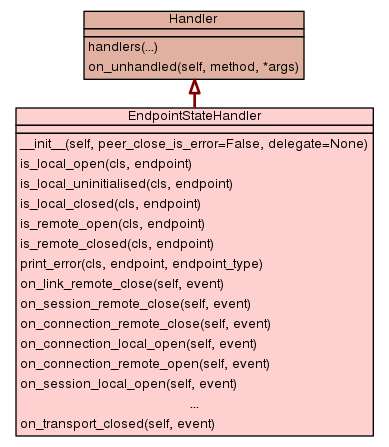 Handler
handlers(...)
on_unhandled(self, method, *args)
EndpointStateHandler
__init__(self, peer_close_is_error=False, delegate=None)
is_local_open(cls, endpoint)
is_local_uninitialised(cls, endpoint)
is_local_closed(cls, endpoint)
is_remote_open(cls, endpoint)
is_remote_closed(cls, endpoint)
print_error(cls, endpoint, endpoint_type)
on_link_remote_close(self, event)
on_session_remote_close(self, event)
on_connection_remote_close(self, event)
on_connection_local_open(self, event)
on_connection_remote_open(self, event)
on_session_local_open(self, event)
...
on_transport_closed(self, event)